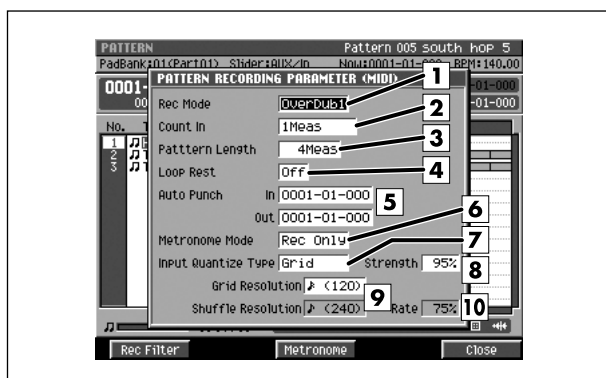 PATTERN Pattern 005 south hop 5
PadBank:01(Part01) Slider:AUX/In Now:0001-01-000 BPM:140.00
PATTERN RECORDING PARAMETER (MIDI) 1
0001- -01-000
00 -01-000
Rec Mode OverDub1
No. T
Count In 1Meas 2
1
Patttern Length 4Meas 3
2
3
Loop Rest Off 4
Auto Punch In 0001-01-000 5
Out 0001-01-000
Metronome Mode Rec Only 6
7
Input Quantize Type Grid Strength 95% 8
Grid Resolution (120) 9
Shuffle Resolution (240) Rate 75% 10
Rec Filter Metronome Close